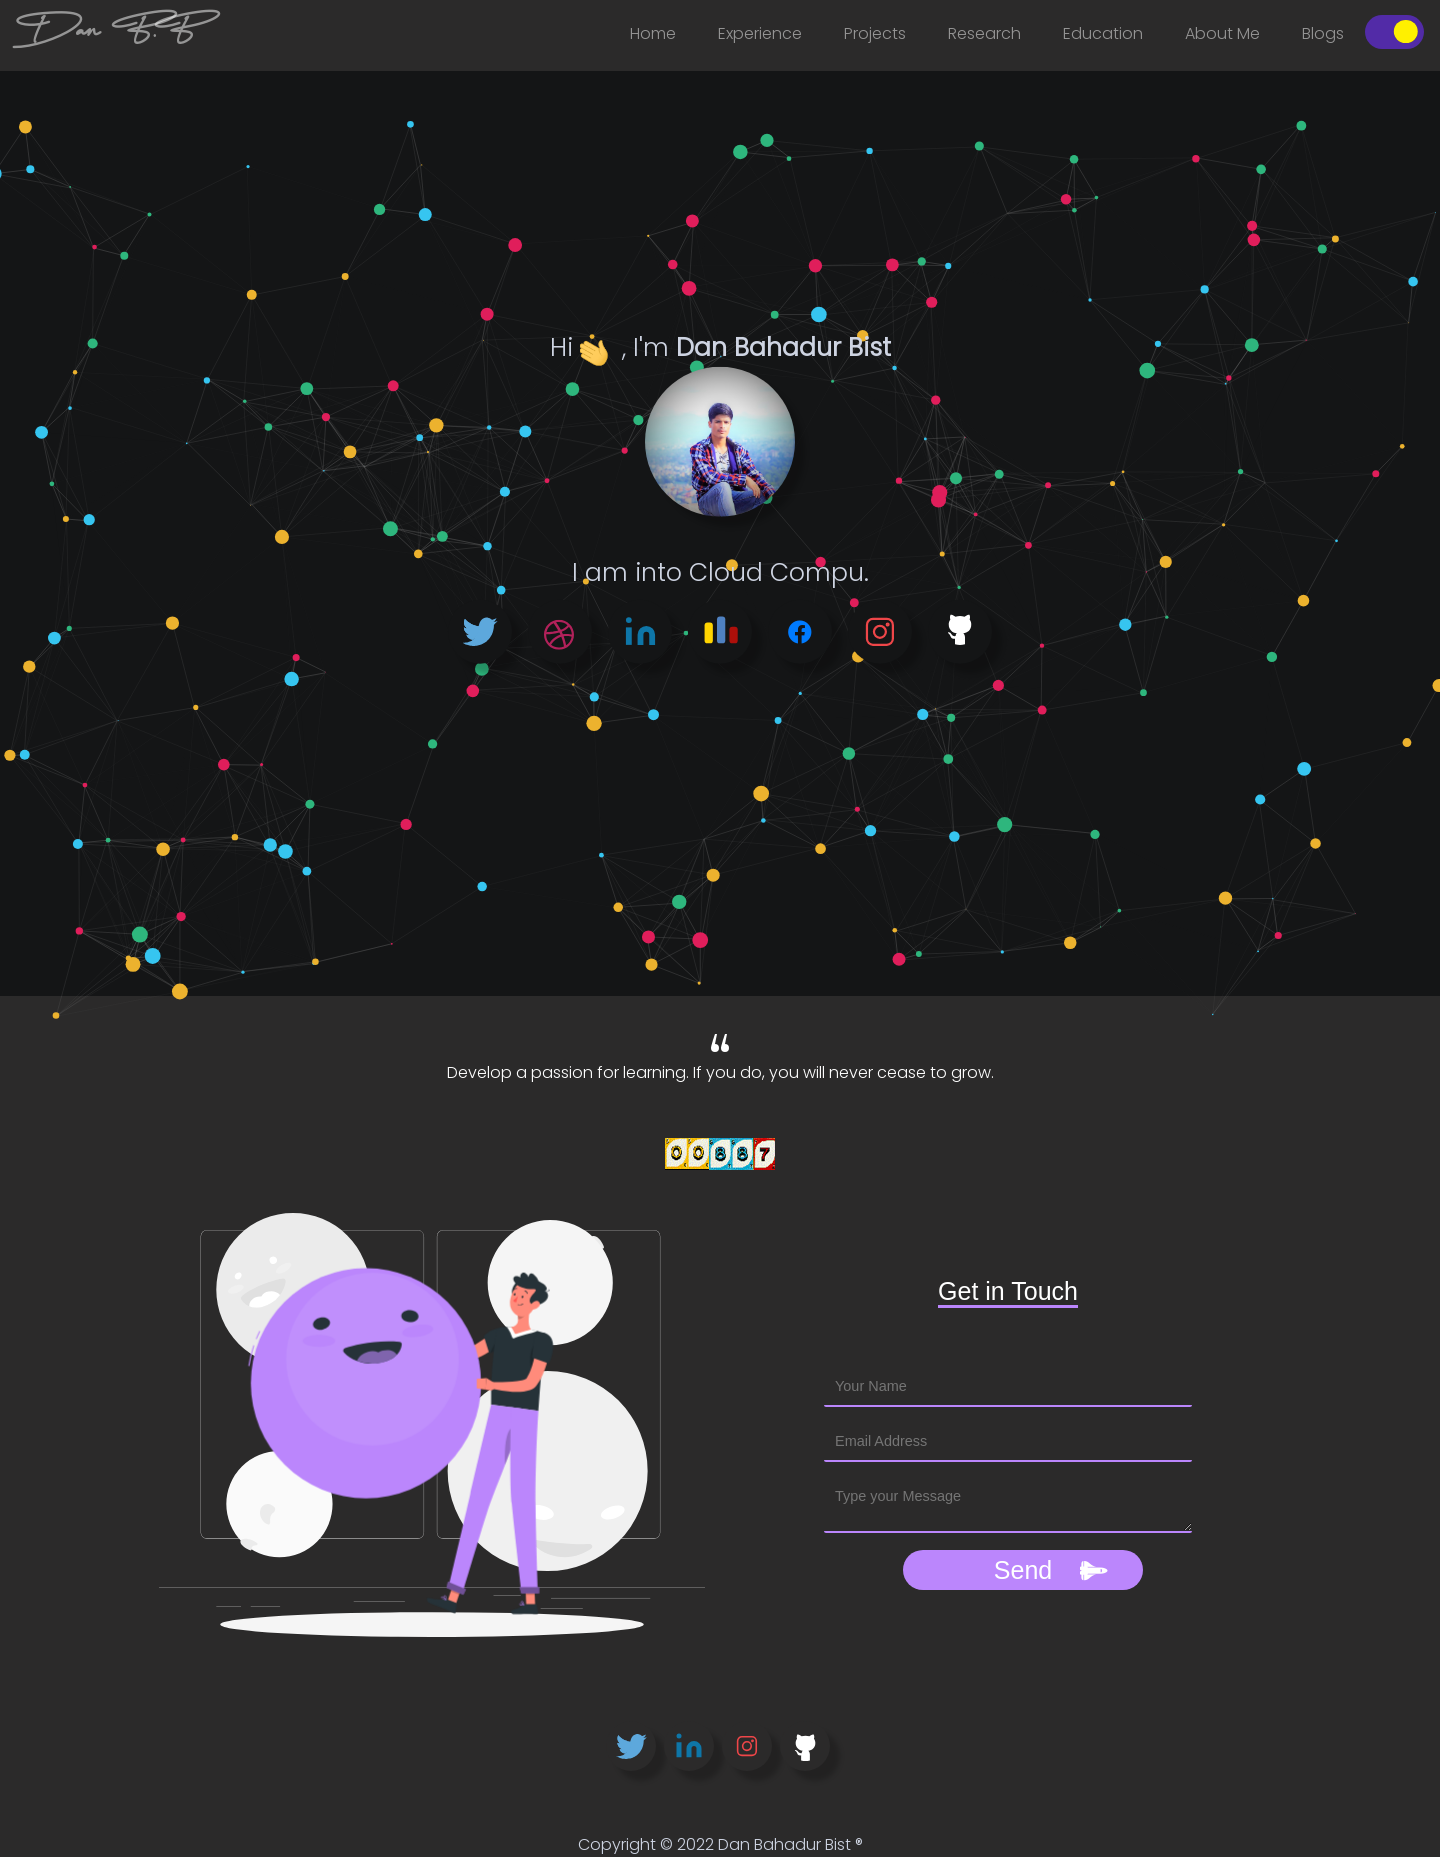 Dan B.B
Home Experience Projects Research Education About Me Blogs
Hi 👋 , I'm Dan Bahadur Bist
I am into Cloud Compu.
“
Develop a passion for learning. If you do, you will never cease to grow.
00887
Get in Touch
Your Name
Email Address
Type your Message
Send
Copyright © 2022 Dan Bahadur Bist ®